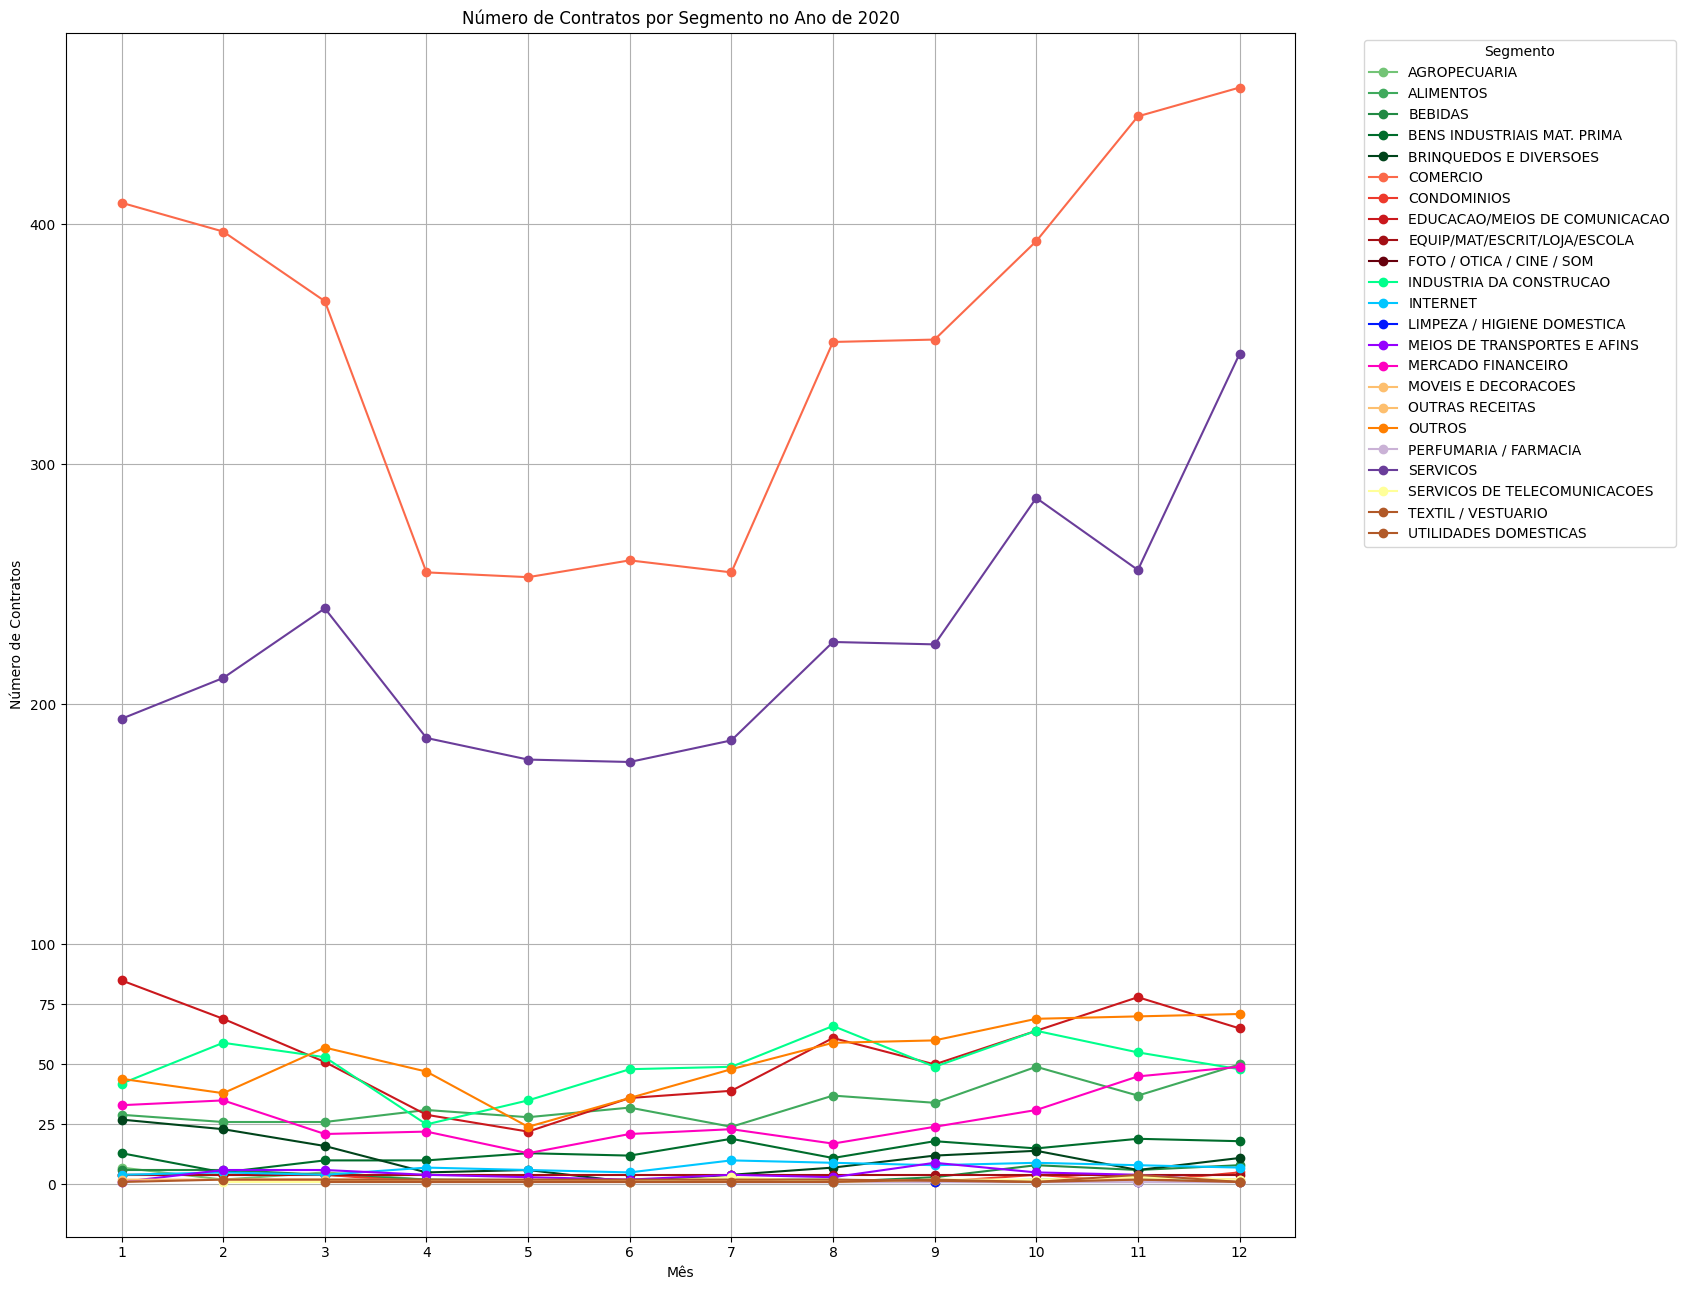 Número de Contratos por Segmento no Ano de 2020
Número de Contratos
400
300
200
100
75
50
25
0
1 2 3 4 5 6 7 8 9 10 11 12
Mês
Segmento
AGROPECUARIA
ALIMENTOS
BEBIDAS
BENS INDUSTRIAIS MAT. PRIMA
BRINQUEDOS E DIVERSOES
COMERCIO
CONDOMINIOS
EDUCACAO/MEIOS DE COMUNICACAO
EQUIP/MAT/ESCRIT/LOJA/ESCOLA
FOTO / OTICA / CINE / SOM
INDUSTRIA DA CONSTRUCAO
INTERNET
LIMPEZA / HIGIENE DOMESTICA
MEIOS DE TRANSPORTES E AFINS
MERCADO FINANCEIRO
MOVEIS E DECORACOES
OUTRAS RECEITAS
OUTROS
PERFUMARIA / FARMACIA
SERVICOS
SERVICOS DE TELECOMUNICACOES
TEXTIL / VESTUARIO
UTILIDADES DOMESTICAS